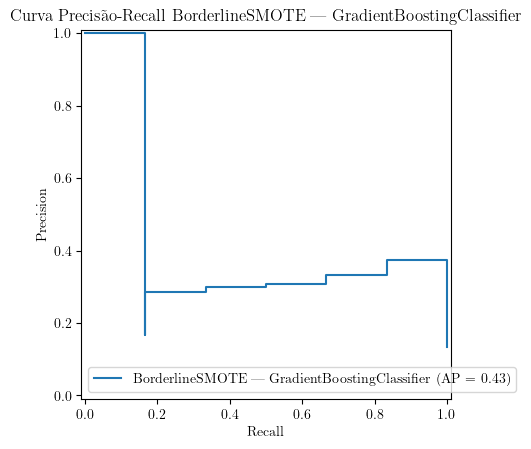 Curva Precisão-Recall BorderlineSMOTE — GradientBoostingClassifier
1.0
0.8
0.6
0.4
0.2
0.0
Precision
BorderlineSMOTE — GradientBoostingClassifier (AP = 0.43)
0.0 0.2 0.4 0.6 0.8 1.0
Recall